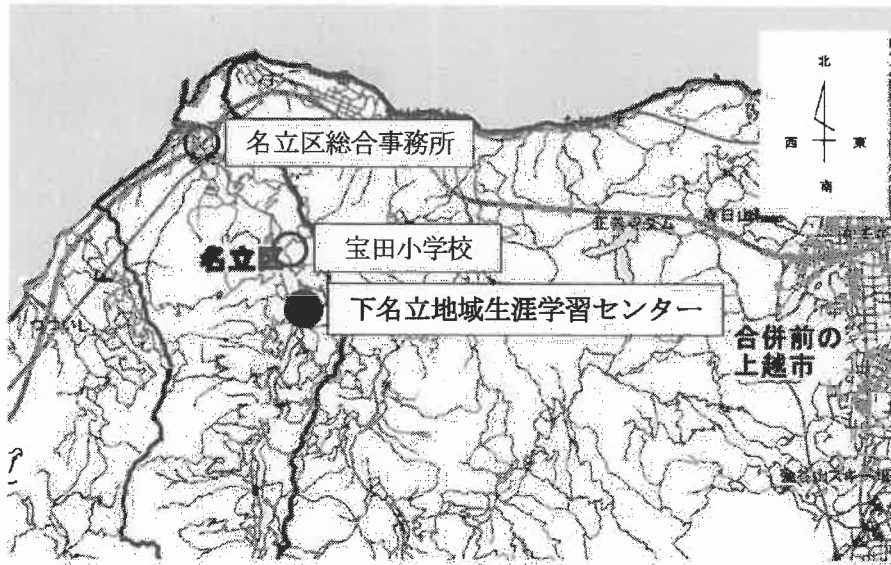 北
西 東
南
名立区総合事務所
宝田小学校
名立区
下名立地域生涯学習センター
合併前の
上越市